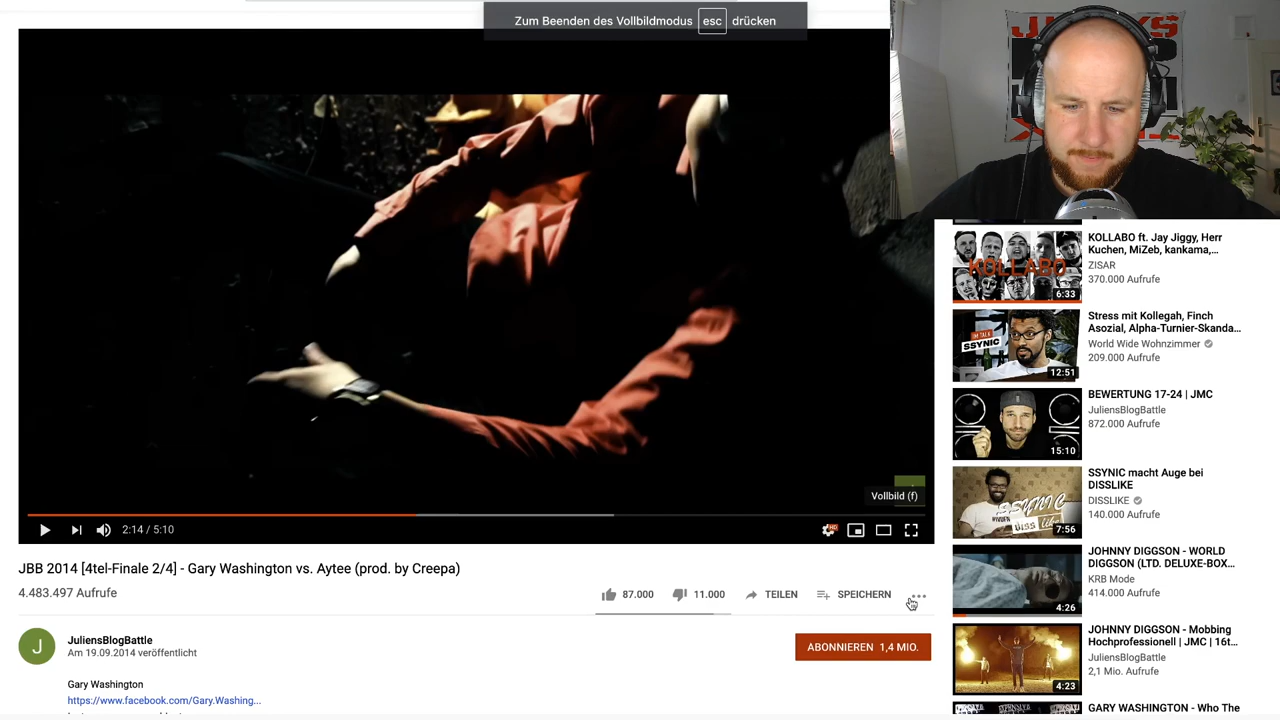 Zum Beenden des Vollbildmodus esc drücken
Vollbild (f)
2:14 / 5:10
HD
JBB 2014 [4tel-Finale 2/4] - Gary Washington vs. Aytee (prod. by Creepa)
4.483.497 Aufrufe
87.000
11.000
TEILEN
SPEICHERN
J
JuliensBlogBattle
Am 19.09.2014 veröffentlicht
ABONNIEREN 1,4 MIO.
Gary Washington
https://www.facebook.com/Gary.Washing...
KOLLABO
6:33
KOLLABO ft. Jay Jiggy, Herr
Kuchen, MiZeb, kankama,...
ZISAR
370.000 Aufrufe
IM TALK
SSYNIC
12:51
Stress mit Kollegah, Finch
Asozial, Alpha-Turnier-Skanda...
World Wide Wohnzimmer
209.000 Aufrufe
15:10
BEWERTUNG 17-24 | JMC
JuliensBlogBattle
872.000 Aufrufe
SSYNIC
7:56
SSYNIC macht Auge bei
DISSLIKE
DISSLIKE
140.000 Aufrufe
4:26
JOHNNY DIGGSON - WORLD
DIGGSON (LTD. DELUXE-BOX...
KRB Mode
414.000 Aufrufe
4:23
JOHNNY DIGGSON - Mobbing
Hochprofessionell | JMC | 16t...
JuliensBlogBattle
2,1 Mio. Aufrufe
GARY WASHINGTON - Who The